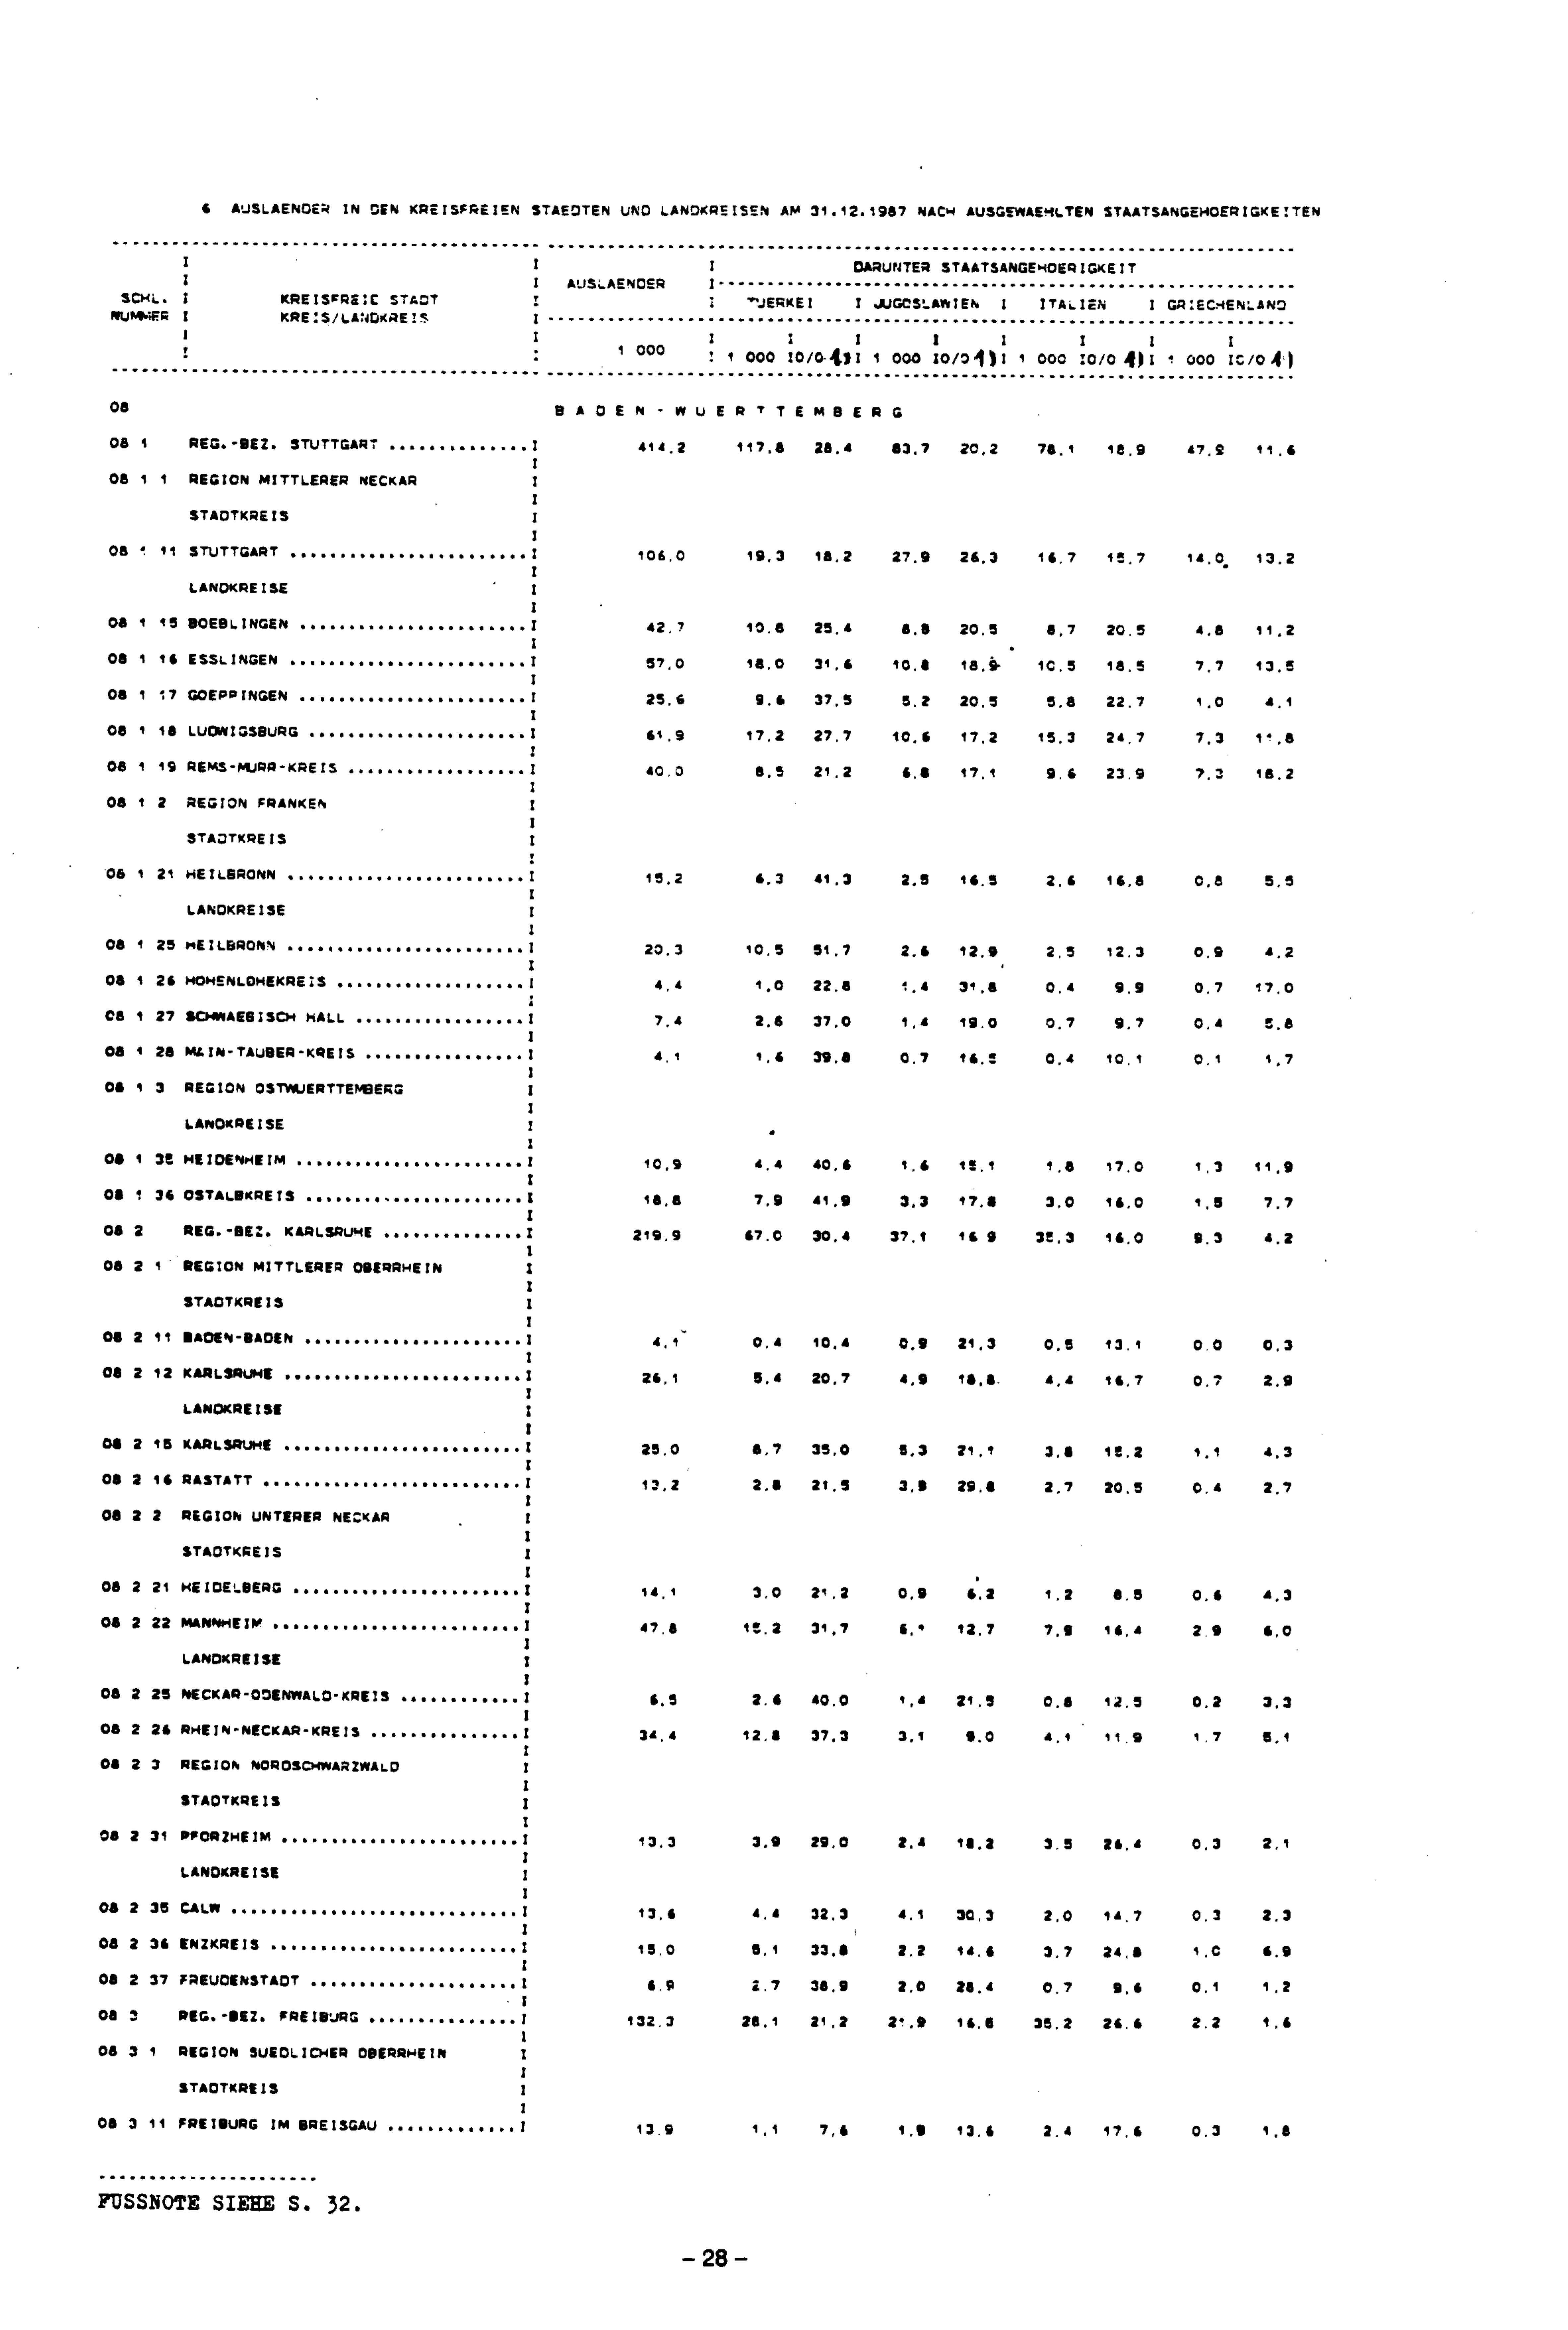 6 AUSLAENDER IN DEN KREISFREIEN STAEDTEN UND LANDKREISEN AM 31.12.1987 NACH AUSGEWAEHLTEN STAATSANGEHOERIGKEITEN
DARUNTER STAATSANGEHOERIGKEIT
AUSLAENDER
SCHL. I KREISFREIE STADT I TUERKEI I JUGOSLAWIEN I ITALIEN I GRIECHENLAND
NUMMER I KREIS/LANDKREIS
1 000 I 1 000 IO/O 1)I 1 000 IO/O 1)I 1 000 IO/O 1)I 1 000 IO/O 1)
08 BADEN-WUERTTEMBERG
08 1 REG.-BEZ. STUTTGART ..............I 414,2 117,8 28,4 83,7 20,2 78,1 18,9 47,9 11,6
08 1 1 REGION MITTLERER NECKAR
STADTKREIS
08 1 11 STUTTGART ........................I 106,0 19,3 18,2 27,9 26,3 16,7 15,7 14,0 13,2
LANDKREISE
08 1 15 BOEBLINGEN .......................I 42,7 10,8 25,4 8,8 20,5 8,7 20,5 4,8 11,2
08 1 16 ESSLINGEN ........................I 57,0 18,0 31,6 10,8 18,9 10,5 18,5 7,7 13,5
08 1 17 GOEPPINGEN .......................I 25,6 9,6 37,5 5,2 20,5 5,8 22,7 1,0 4,1
08 1 18 LUDWIGSBURG ......................I 61,9 17,2 27,7 10,6 17,2 15,3 24,7 7,3 11,8
08 1 19 REMS-MURR-KREIS ..................I 40,0 8,5 21,2 6,8 17,1 9,6 23,9 7,3 18,2
08 1 2 REGION FRANKEN
STADTKREIS
08 1 21 HEILBRONN ........................I 15,2 6,3 41,3 2,5 16,5 2,6 16,8 0,8 5,5
LANDKREISE
08 1 25 HEILBRONN ........................I 20,3 10,5 51,7 2,6 12,9 2,5 12,3 0,9 4,2
08 1 26 HOHENLOHEKREIS ...................I 4,4 1,0 22,8 1,4 31,8 0,4 9,9 0,7 17,0
08 1 27 SCHWAEBISCH HALL .................I 7,4 2,8 37,0 1,4 19,0 0,7 9,7 0,4 5,8
08 1 28 MAIN-TAUBER-KREIS ................I 4,1 1,6 39,8 0,7 16,5 0,4 10,1 0,1 1,7
08 1 3 REGION OSTWUERTTEMBERG
LANDKREISE
08 1 35 HEIDENHEIM .......................I 10,9 4,4 40,6 1,6 15,1 1,8 17,0 1,3 11,9
08 1 36 OSTALBKREIS ......................I 18,8 7,9 41,9 3,3 17,8 3,0 16,0 1,5 7,7
08 2 REG.-BEZ. KARLSRUHE ..............I 219,9 67,0 30,4 37,1 16,9 35,3 16,0 9,3 4,2
08 2 1 REGION MITTLERER OBERRHEIN
STADTKREIS
08 2 11 BADEN-BADEN ......................I 4,1 0,4 10,4 0,9 21,3 0,5 13,1 0,0 0,3
08 2 12 KARLSRUHE ........................I 26,1 5,4 20,7 4,9 18,8 4,4 16,7 0,7 2,9
LANDKREISE
08 2 15 KARLSRUHE ........................I 25,0 8,7 35,0 5,3 21,1 3,8 15,2 1,1 4,3
08 2 16 RASTATT ..........................I 13,2 2,8 21,5 3,9 29,8 2,7 20,5 0,4 2,7
08 2 2 REGION UNTERER NECKAR
STADTKREIS
08 2 21 HEIDELBERG .......................I 14,1 3,0 21,2 0,9 6,2 1,2 8,5 0,6 4,3
08 2 22 MANNHEIM .........................I 47,8 15,2 31,7 6,1 12,7 7,9 16,4 2,9 6,0
LANDKREISE
08 2 25 NECKAR-ODENWALD-KREIS ............I 6,5 2,6 40,0 1,4 21,5 0,8 12,5 0,2 3,3
08 2 26 RHEIN-NECKAR-KREIS ...............I 34,4 12,8 37,3 3,1 9,0 4,1 11,9 1,7 5,1
08 2 3 REGION NORDSCHWARZWALD
STADTKREIS
08 2 31 PFORZHEIM ........................I 13,3 3,9 29,0 2,4 18,2 3,5 26,4 0,3 2,1
LANDKREISE
08 2 35 CALW .............................I 13,6 4,4 32,3 4,1 30,3 2,0 14,7 0,3 2,3
08 2 36 ENZKREIS .........................I 15,0 5,1 33,8 2,2 14,6 3,7 24,8 1,0 6,9
08 2 37 FREUDENSTADT .....................I 6,9 2,7 38,9 2,0 28,4 0,7 9,6 0,1 1,2
08 3 REG.-BEZ. FREIBURG ...............I 132,3 28,1 21,2 21,9 16,6 35,2 26,6 2,2 1,6
08 3 1 REGION SUEDLICHER OBERRHEIN
STADTKREIS
08 3 11 FREIBURG IM BREISGAU .............I 13,9 1,1 7,6 1,9 13,6 2,4 17,6 0,3 1,8
FUSSNOTE SIEHE S. 32.
- 28 -